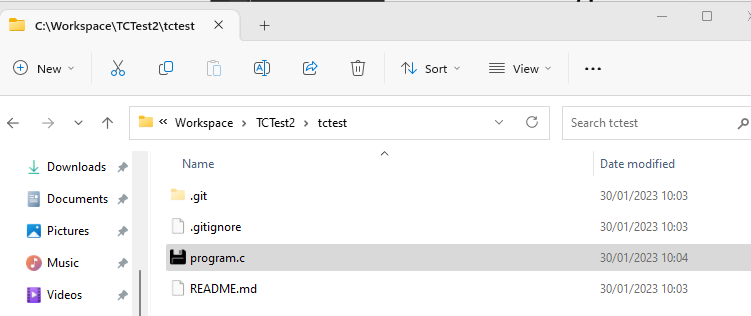 C:\Workspace\TCTest2\tctest
New
Sort
View
Workspace > TCTest2 > tctest
Search tctest
Name
Date modified
Downloads
Documents
Pictures
Music
Videos
.git 30/01/2023 10:03
.gitignore 30/01/2023 10:03
program.c 30/01/2023 10:04
README.md 30/01/2023 10:03